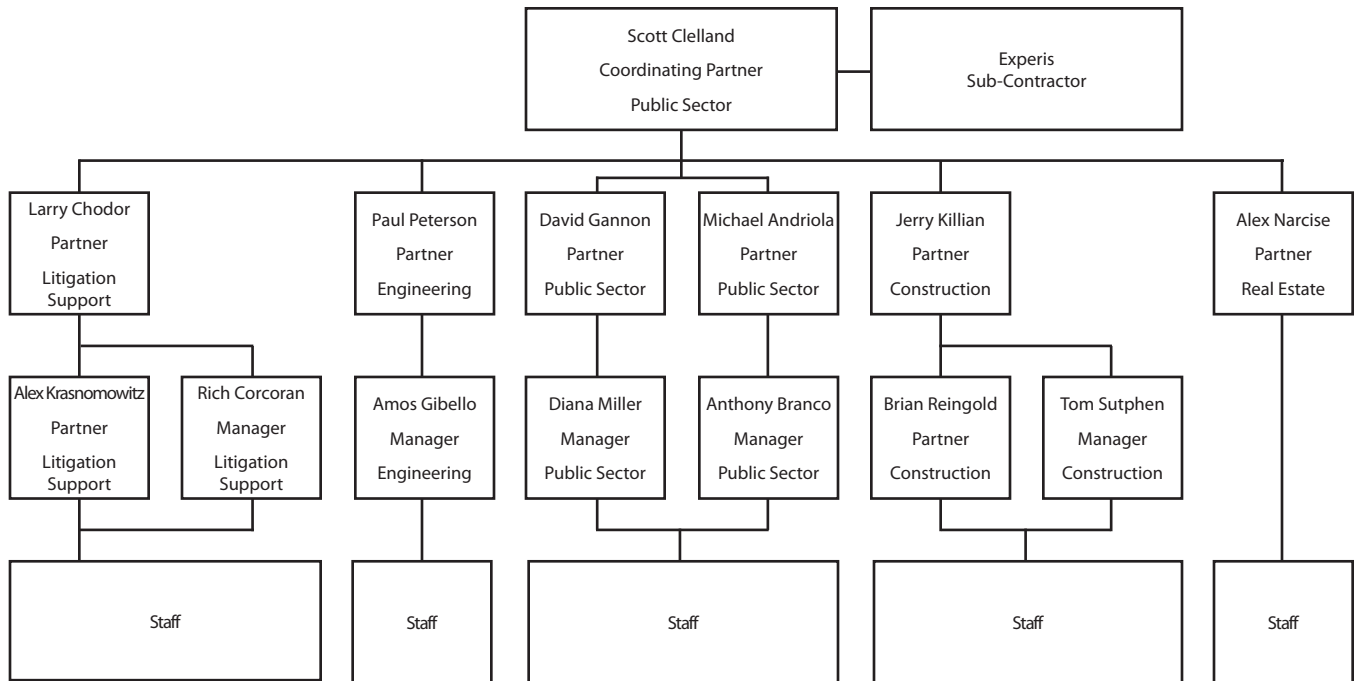 Scott Clelland
Coordinating Partner
Public Sector
Experis
Sub-Contractor
Larry Chodor
Partner
Litigation
Support
Paul Peterson
Partner
Engineering
David Gannon
Partner
Public Sector
Michael Andriola
Partner
Public Sector
Jerry Killian
Partner
Construction
Alex Narcise
Partner
Real Estate
Alex Krasnomowitz
Partner
Litigation
Support
Rich Corcoran
Manager
Litigation
Support
Amos Gibello
Manager
Engineering
Diana Miller
Manager
Public Sector
Anthony Branco
Manager
Public Sector
Brian Reingold
Partner
Construction
Tom Sutphen
Manager
Construction
Staff
Staff
Staff
Staff
Staff